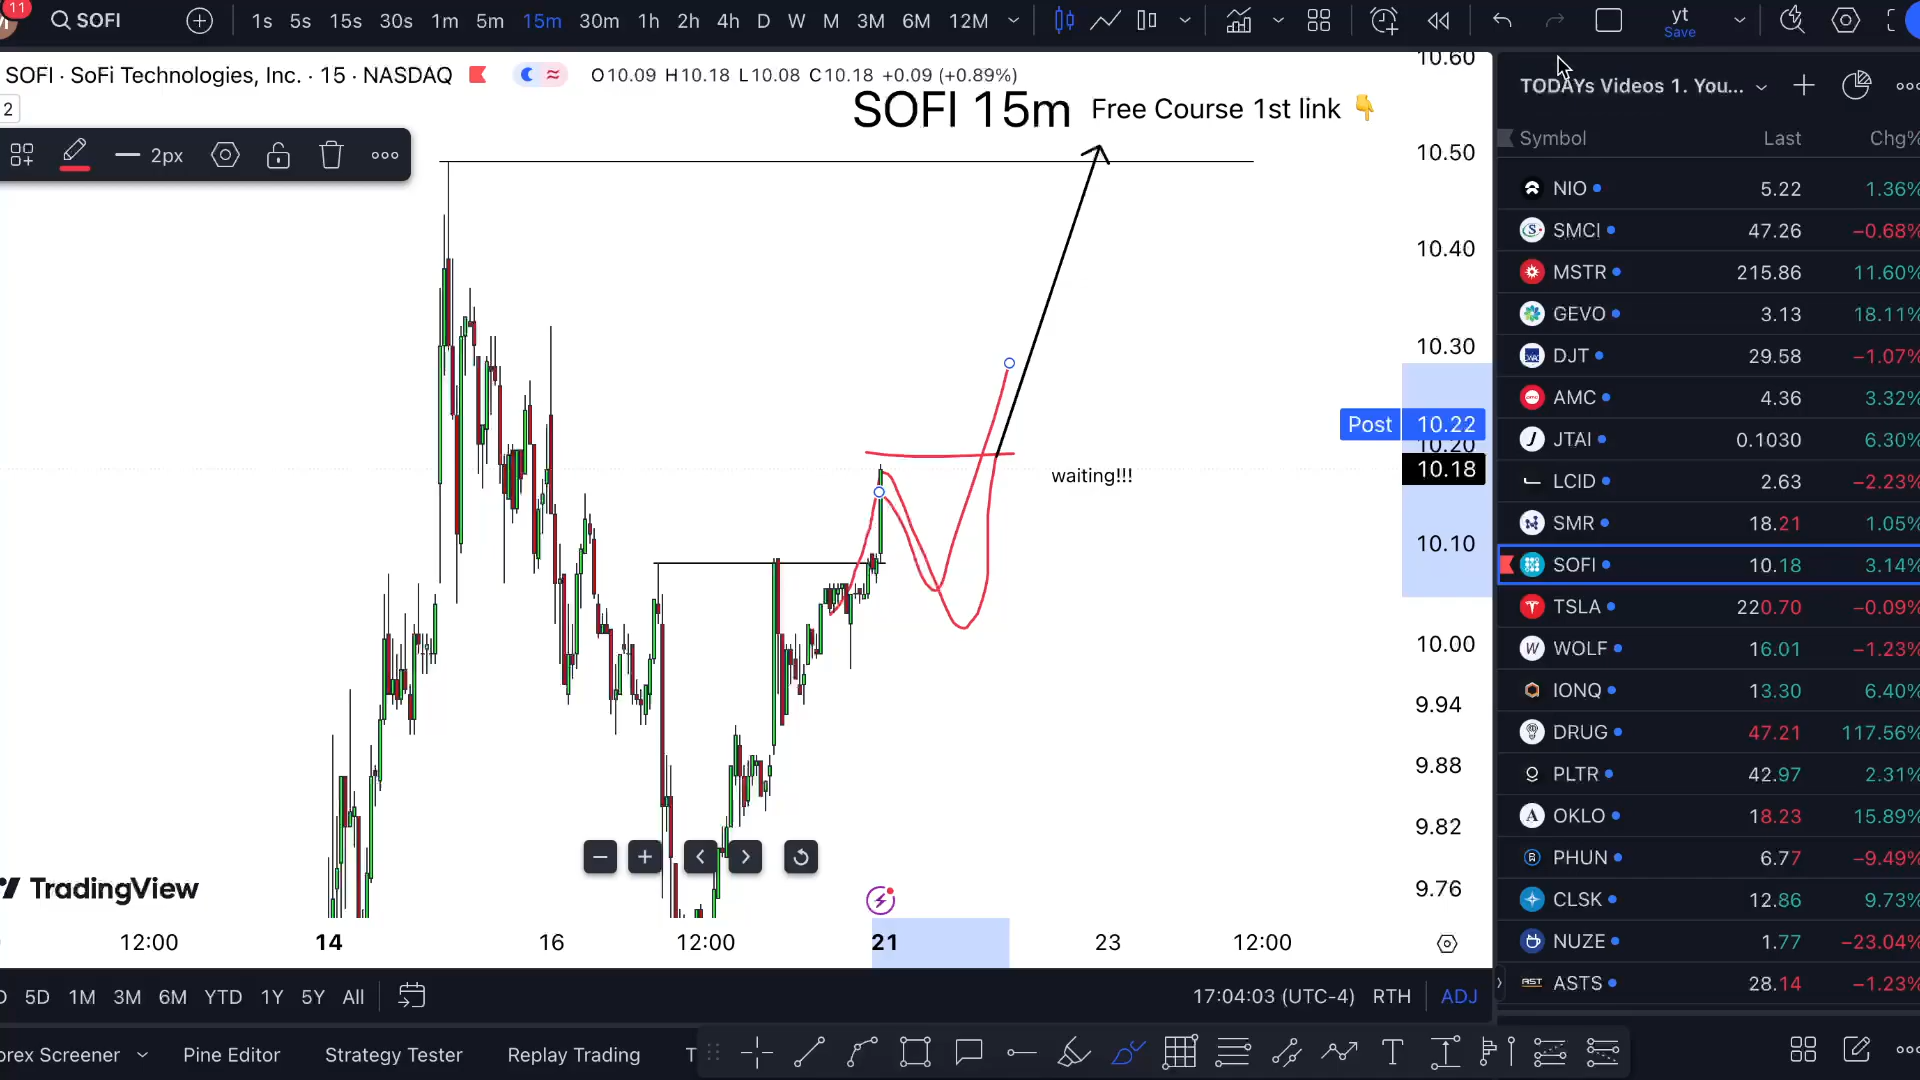 11
SOFI
1s 5s 15s 30s 1m 5m 15m 30m 1h 2h 4h D W M 3M 6M 12M
yt
Save
SOFI · SoFi Technologies, Inc. · 15 · NASDAQ
O10.09 H10.18 L10.08 C10.18 +0.09 (+0.89%)
2
SOFI 15m Free Course 1st link 👇
2px
waiting!!!
10.60
10.50
10.40
10.30
Post 10.22
10.20
10.18
10.10
10.00
9.94
9.88
9.82
9.76
TradingView
12:00 14 16 12:00 21 23 12:00
5D 1M 3M 6M YTD 1Y 5Y All
17:04:03 (UTC-4) RTH ADJ
orex Screener Pine Editor Strategy Tester Replay Trading T
TODAYs Videos 1. You...
Symbol Last Chg%
NIO 5.22 1.36%
SMCI 47.26 −0.68%
MSTR 215.86 11.60%
GEVO 3.13 18.11%
DJT 29.58 −1.07%
AMC 4.36 3.32%
JTAI 0.1030 6.30%
LCID 2.63 −2.23%
SMR 18.21 1.05%
SOFI 10.18 3.14%
TSLA 220.70 −0.09%
WOLF 16.01 −1.23%
IONQ 13.30 6.40%
DRUG 47.21 117.56%
PLTR 42.97 2.31%
OKLO 18.23 15.89%
PHUN 6.77 −9.49%
CLSK 12.86 9.73%
NUZE 1.77 −23.04%
ASTS 28.14 −1.23%